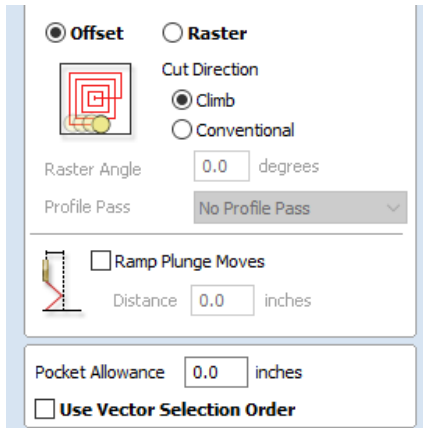 Offset Raster
Cut Direction
Climb
Conventional
Raster Angle 0.0 degrees
Profile Pass No Profile Pass
Ramp Plunge Moves
Distance 0.0 inches
Pocket Allowance 0.0 inches
Use Vector Selection Order